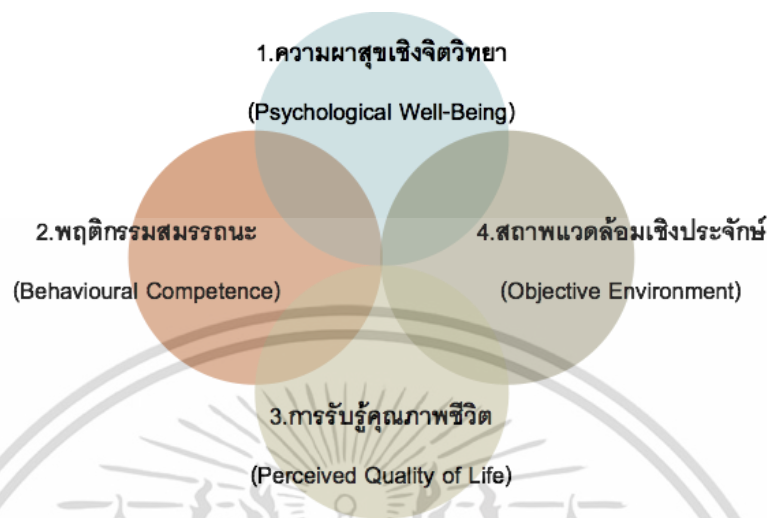 1.ความผาสุขเชิงจิตวิทยา
(Psychological Well-Being)
2.พฤติกรรมสมรรถนะ
(Behavioural Competence)
4.สถาพแวดล้อมเชิงประจักษ์
(Objective Environment)
3.การรับรู้คุณภาพชีวิต
(Perceived Quality of Life)